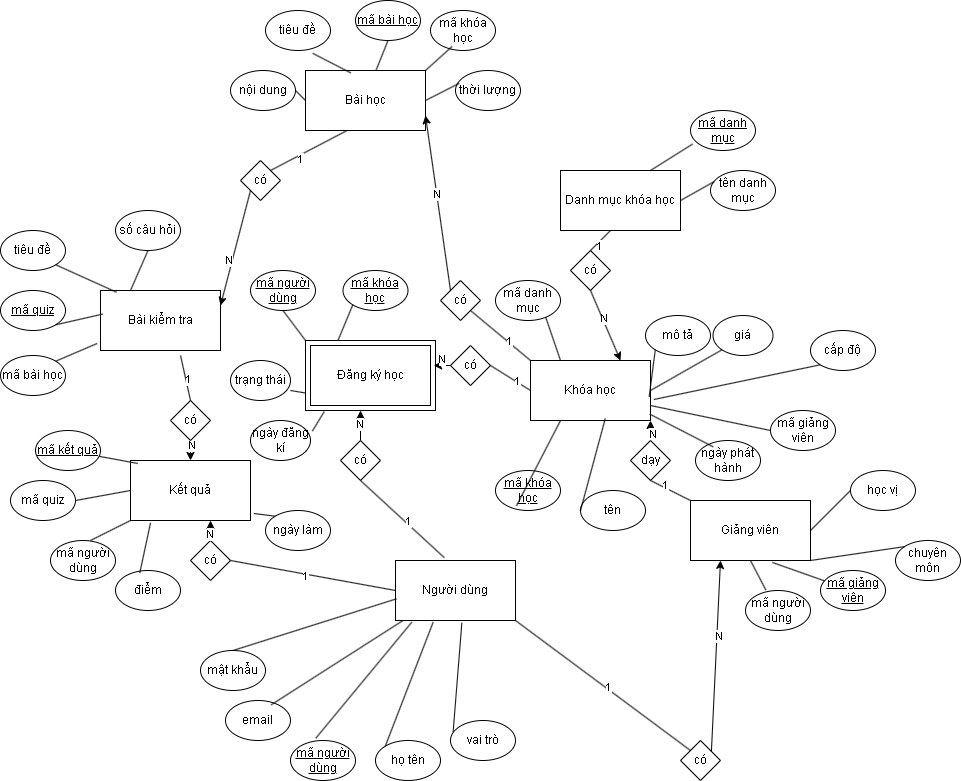 mã bài học
mã khóa
học
tiêu đề
nội dung
Bài học
thời lượng
mã danh
mục
1
có
N
tên danh
mục
Danh mục khóa học
số câu hỏi
tiêu đề
1
có
N
N
mã người
dùng
mã khóa
học
có
mã danh
mục
mã quiz
Bài kiểm tra
N
mô tả
giá
1
cấp độ
mã bài học
trạng thái
Đăng ký học
N
có
1
Khóa học
1
có
N
ngày đăng
kí
N
có
mã giảng
viên
N
dạy
ngày phát
hành
1
mã kết quả
Kết quả
mã quiz
mã khóa
học
tên
học vị
ngày làm
N
có
1
Giảng viên
mã người
dùng
điểm
1
Người dùng
chuyên
môn
mã giảng
viên
mã người
dùng
N
mật khẩu
email
1
mã người
dùng
họ tên
vai trò
có